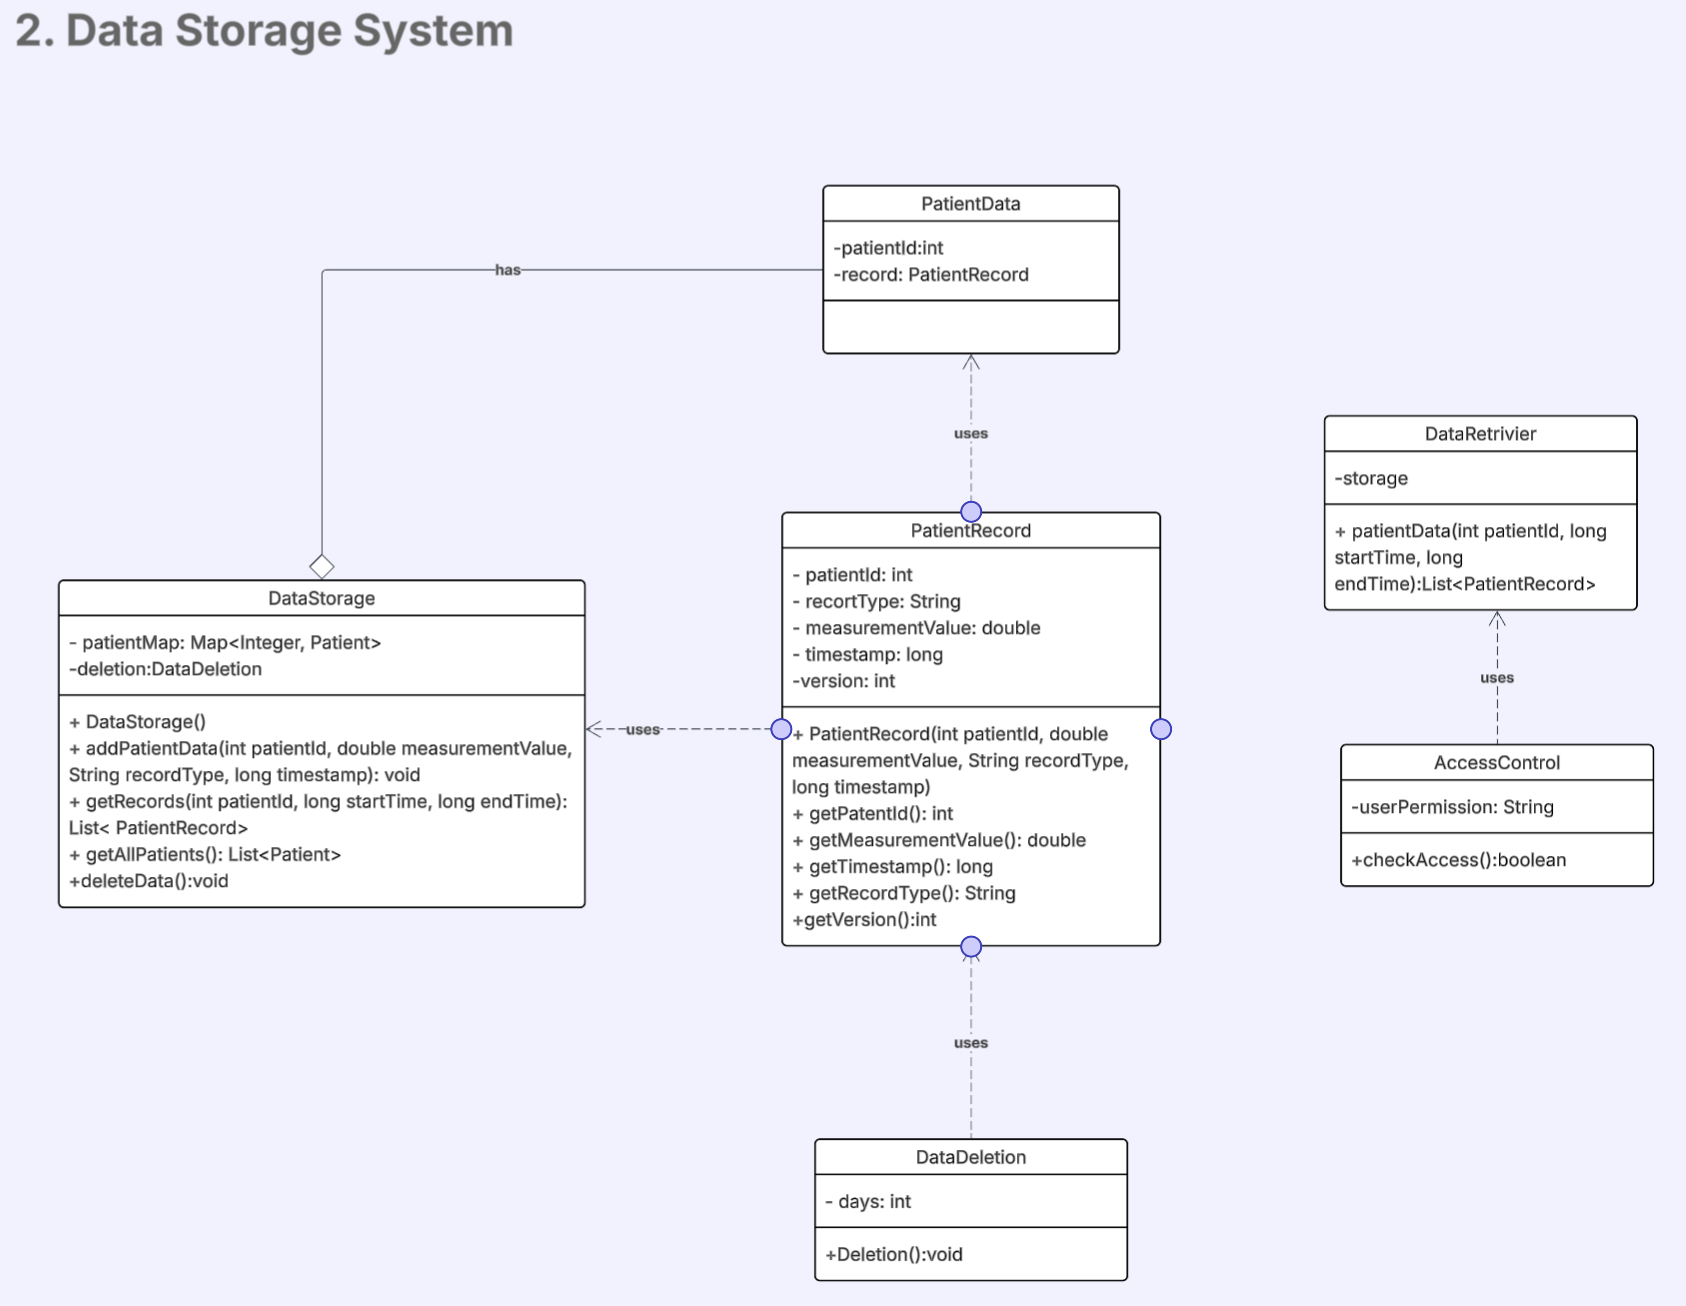 2. Data Storage System
PatientData
-patientId:int
-record: PatientRecord
has
uses
DataRetrivier
-storage
+ patientData(int patientId, long
startTime, long
endTime):List<PatientRecord>
uses
AccessControl
-userPermission: String
+checkAccess():boolean
PatientRecord
- patientId: int
- recortType: String
- measurementValue: double
- timestamp: long
-version: int
+ PatientRecord(int patientId, double
measurementValue, String recordType,
long timestamp)
+ getPatentId(): int
+ getMeasurementValue(): double
+ getTimestamp(): long
+ getRecordType(): String
+getVersion():int
uses
DataStorage
- patientMap: Map<Integer, Patient>
-deletion:DataDeletion
+ DataStorage()
+ addPatientData(int patientId, double measurementValue,
String recordType, long timestamp): void
+ getRecords(int patientId, long startTime, long endTime):
List< PatientRecord>
+ getAllPatients(): List<Patient>
+deleteData():void
uses
DataDeletion
- days: int
+Deletion():void